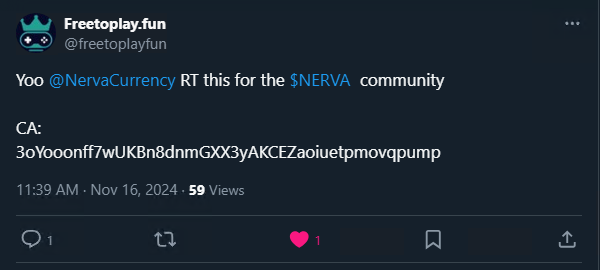 Freetoplay.fun
@freetoplayfun
Yoo @NervaCurrency RT this for the $NERVA community
CA:
3oYooonff7wUKBn8dnmGXX3yAKCEZaoiuetpmovqpump
11:39 AM · Nov 16, 2024 · 59 Views
1
1